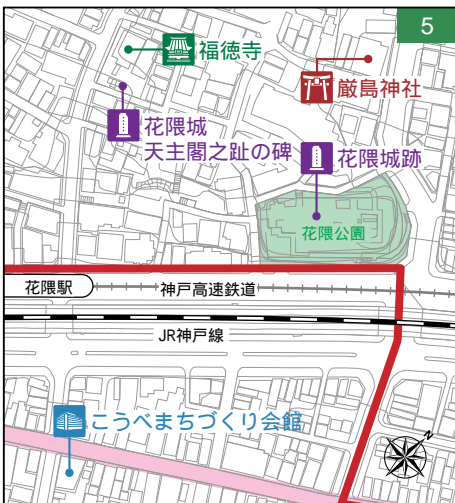 5
福徳寺
厳島神社
花隈城
天主閣之趾の碑
花隈城跡
花隈公園
花隈駅
神戸高速鉄道
JR神戸線
こうべまちづくり会館
N